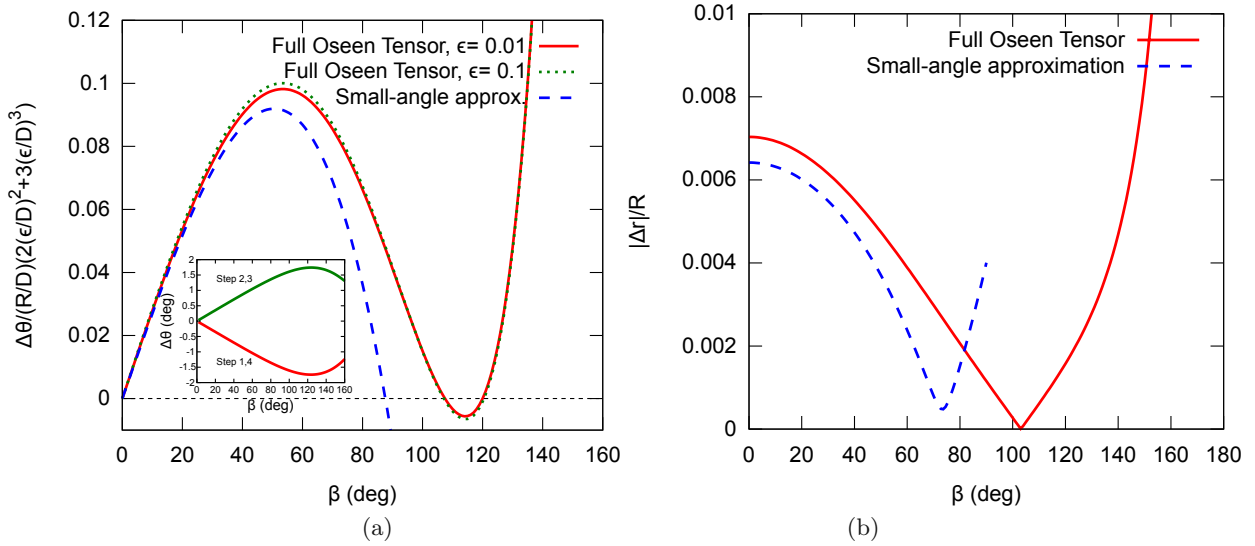 0.12
0.1
0.08
0.06
0.04
0.02
0
Δθ/(R/D)(2(ϵ/D)²+3(ϵ/D)³)
Full Oseen Tensor, ϵ= 0.01
Full Oseen Tensor, ϵ= 0.1
Small-angle approx.
2
1.5
1
0.5
0
-0.5
-1
-1.5
-2
Δθ (deg)
Step 2,3
Step 1,4
0 20 40 60 80 100 120 140 160
β (deg)
0 20 40 60 80 100 120 140 160
β (deg)
(a)
0.01
0.008
0.006
0.004
0.002
0
|Δr|/R
Full Oseen Tensor
Small-angle approximation
0 20 40 60 80 100 120 140 160 180
β (deg)
(b)